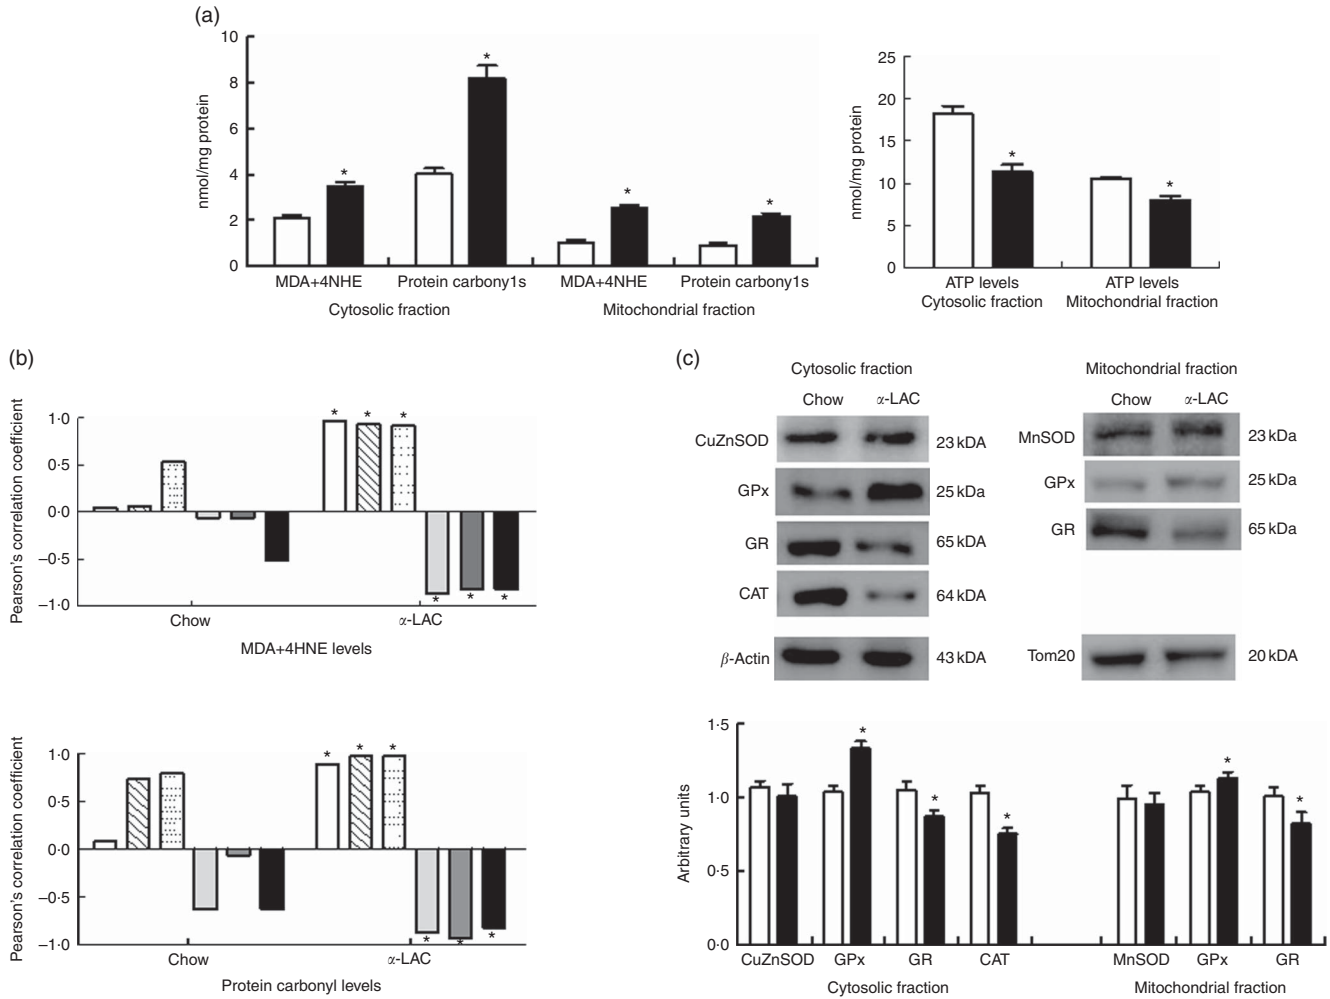 (a)
10
8
6
4
2
0
nmol/mg protein
*
*
*
*
MDA+4NHE
Protein carbony1s
MDA+4NHE
Protein carbony1s
Cytosolic fraction
Mitochondrial fraction
25
20
15
10
5
0
nmol/mg protein
*
*
ATP levels
Cytosolic fraction
ATP levels
Mitochondrial fraction
(b)
Pearson's correlation coefficient
1·0
0·5
0·0
−0·5
−1·0
* * *
* * *
Chow
α-LAC
MDA+4HNE levels
Pearson's correlation coefficient
1·0
0·5
0·0
−0·5
−1·0
* * *
* * *
Chow
α-LAC
Protein carbonyl levels
(c)
Cytosolic fraction
Chow α-LAC
CuZnSOD 23 kDA
GPx 25 kDa
GR 65 kDA
CAT 64 kDA
β-Actin 43 kDA
Mitochondrial fraction
Chow α-LAC
MnSOD 23 kDa
GPx 25 kDa
GR 65 kDa
Tom20 20 kDA
Arbitrary units
1·5
1·0
0·5
0·0
* * * * *
CuZnSOD GPx GR CAT MnSOD GPx GR
Cytosolic fraction
Mitochondrial fraction